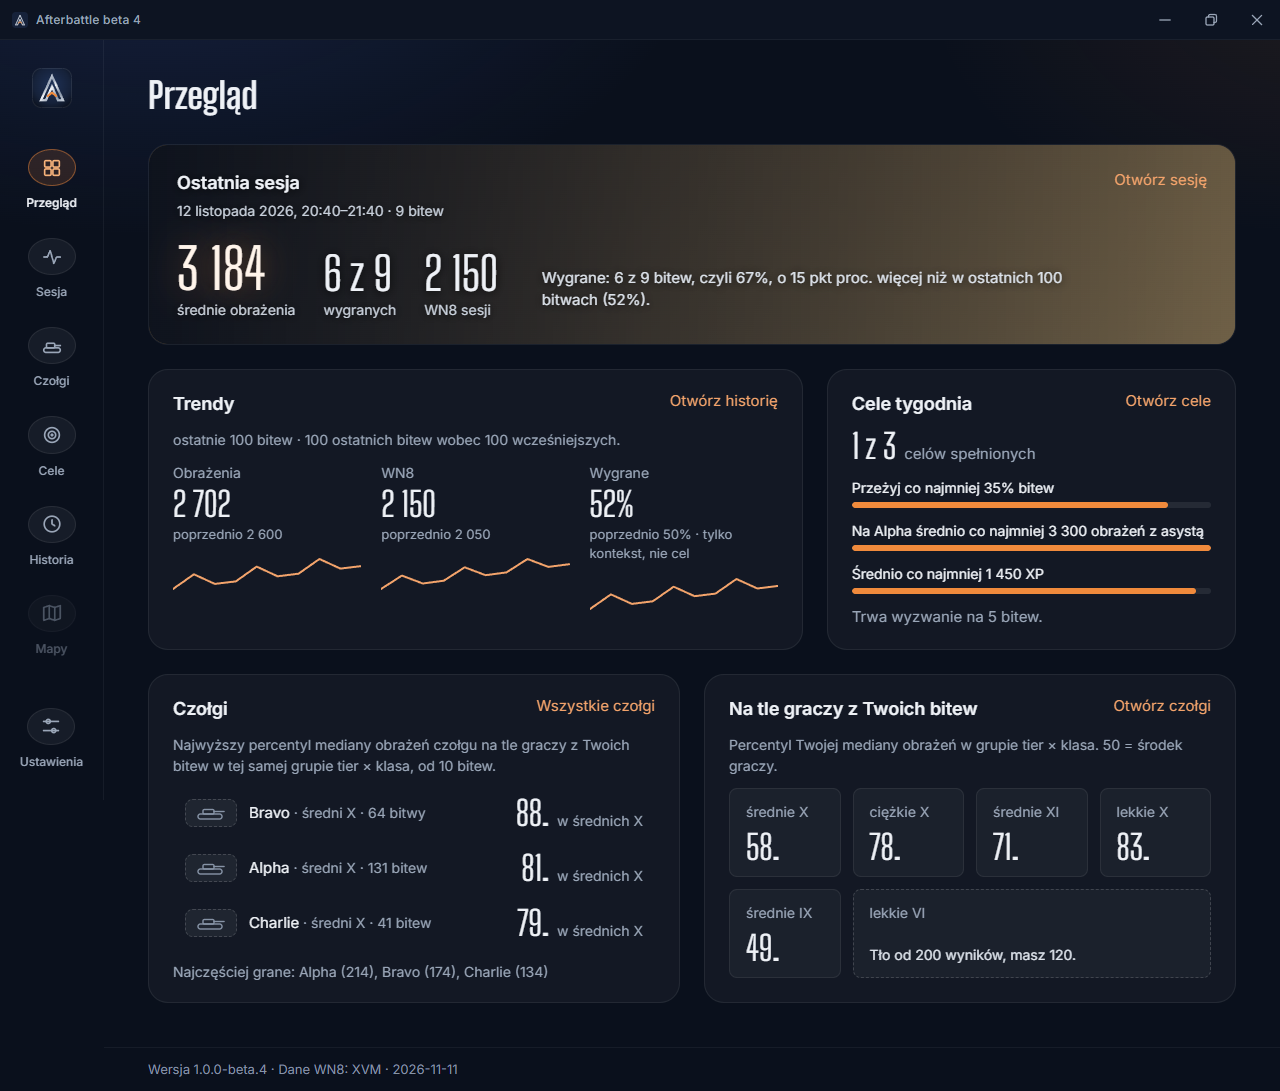 Afterbattle beta 4
Przegląd
Sesja
Czołgi
Cele
Historia
Mapy
Ustawienia
Przegląd
Ostatnia sesja
Otwórz sesję
12 listopada 2026, 20:40–21:40 · 9 bitew
3 184
średnie obrażenia
6 z 9
wygranych
2 150
WN8 sesji
Wygrane: 6 z 9 bitew, czyli 67%, o 15 pkt proc. więcej niż w ostatnich 100
bitwach (52%).
Trendy
Otwórz historię
ostatnie 100 bitew · 100 ostatnich bitew wobec 100 wcześniejszych.
Obrażenia
2 702
poprzednio 2 600
WN8
2 150
poprzednio 2 050
Wygrane
52%
poprzednio 50% · tylko
kontekst, nie cel
Cele tygodnia
Otwórz cele
1 z 3 celów spełnionych
Przeżyj co najmniej 35% bitew
Na Alpha średnio co najmniej 3 300 obrażeń z asystą
Średnio co najmniej 1 450 XP
Trwa wyzwanie na 5 bitew.
Czołgi
Wszystkie czołgi
Najwyższy percentyl mediany obrażeń czołgu na tle graczy z Twoich
bitew w tej samej grupie tier × klasa, od 10 bitew.
Bravo · średni X · 64 bitwy
88. w średnich X
Alpha · średni X · 131 bitew
81. w średnich X
Charlie · średni X · 41 bitew
79. w średnich X
Najczęściej grane: Alpha (214), Bravo (174), Charlie (134)
Na tle graczy z Twoich bitew
Otwórz czołgi
Percentyl Twojej mediany obrażeń w grupie tier × klasa. 50 = środek
graczy.
średnie X
58.
ciężkie X
78.
średnie XI
71.
lekkie X
83.
średnie IX
49.
lekkie VI
Tło od 200 wyników, masz 120.
Wersja 1.0.0-beta.4 · Dane WN8: XVM · 2026-11-11